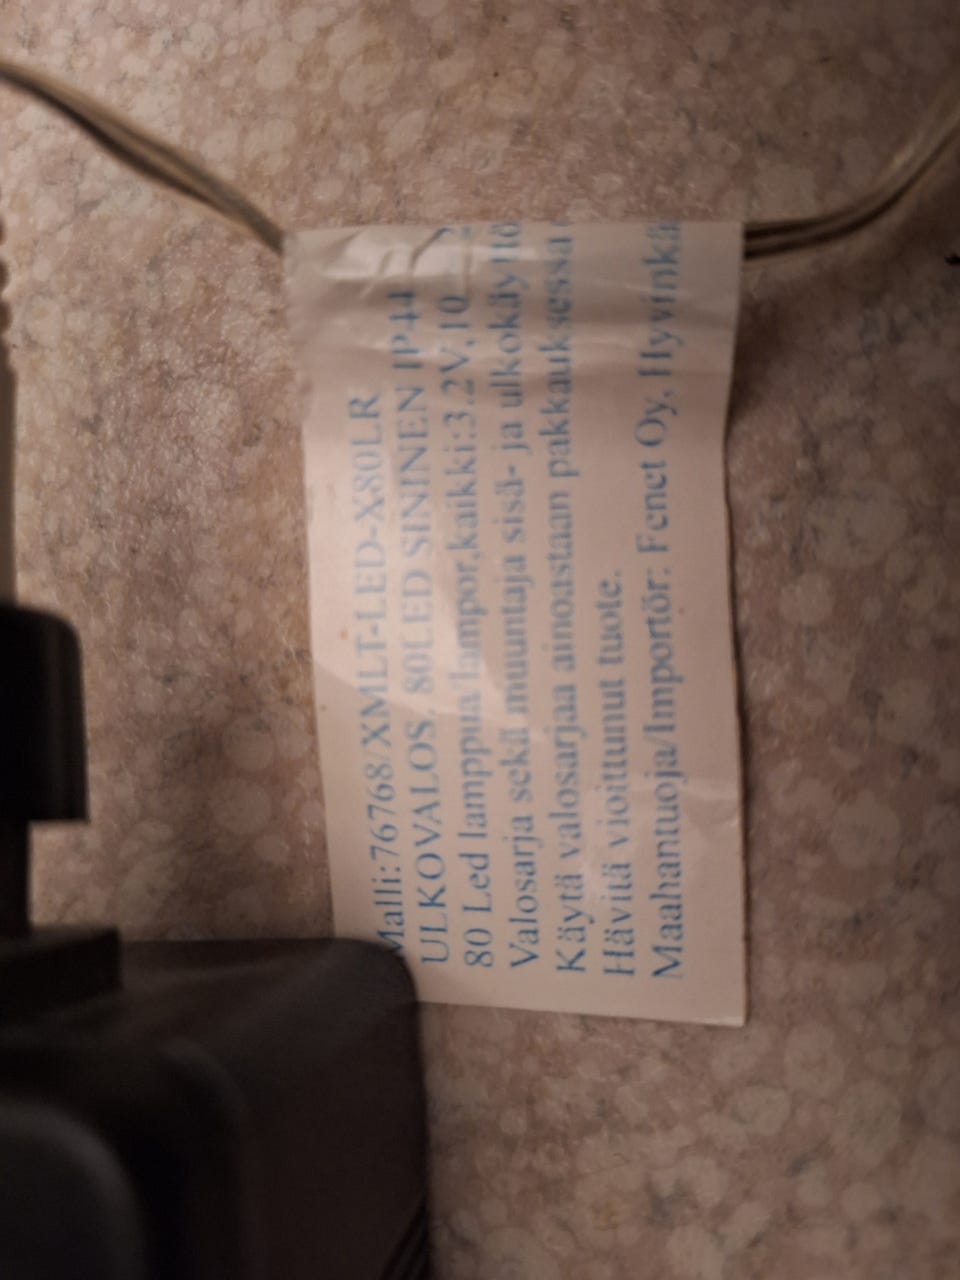 Malli:76768/XMLT-LED-X80LR
ULKOVALOS, 80LED SININEN IP44
80 Led lamppua/lampor,kaikki:3.2V,10
Valosarja sekä muuntaja sisä- ja ulkokäyttö
Käytä valosarjaa ainoastaan pakkauksessa
Hävitä vioittunut tuote.
Maahantuoja/Importör: Fenet Oy, Hyvinkä